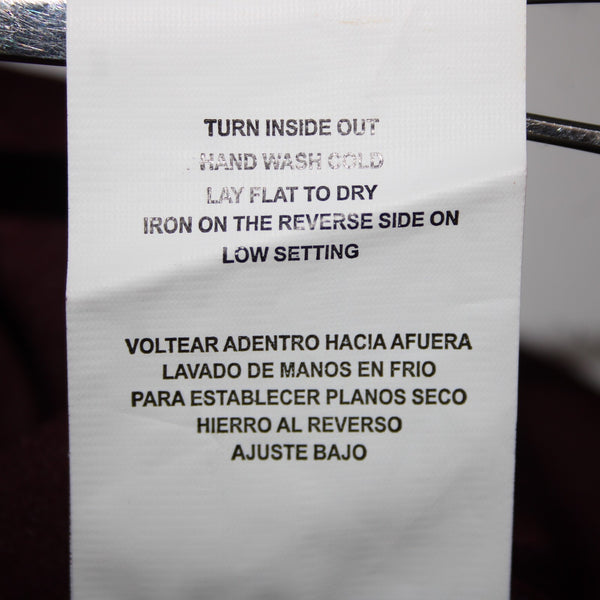 TURN INSIDE OUT
HAND WASH COLD
LAY FLAT TO DRY
IRON ON THE REVERSE SIDE ON
LOW SETTING
VOLTEAR ADENTRO HACIA AFUERA
LAVADO DE MANOS EN FRIO
PARA ESTABLECER PLANOS SECO
HIERRO AL REVERSO
AJUSTE BAJO